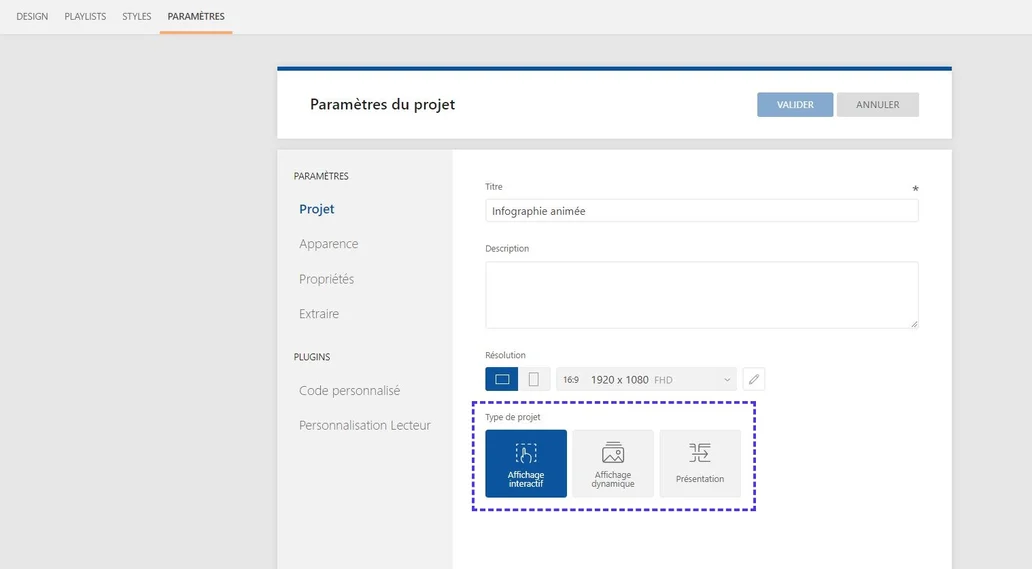 DESIGN PLAYLISTS STYLES PARAMÈTRES
Paramètres du projet
VALIDER ANNULER
PARAMÈTRES
Projet
Apparence
Propriétés
Extraire
PLUGINS
Code personnalisé
Personnalisation Lecteur
Titre *
Infographie animée
Description
Résolution
16:9 1920 x 1080 FHD
Type de projet
Affichage
interactif
Affichage
dynamique
Présentation